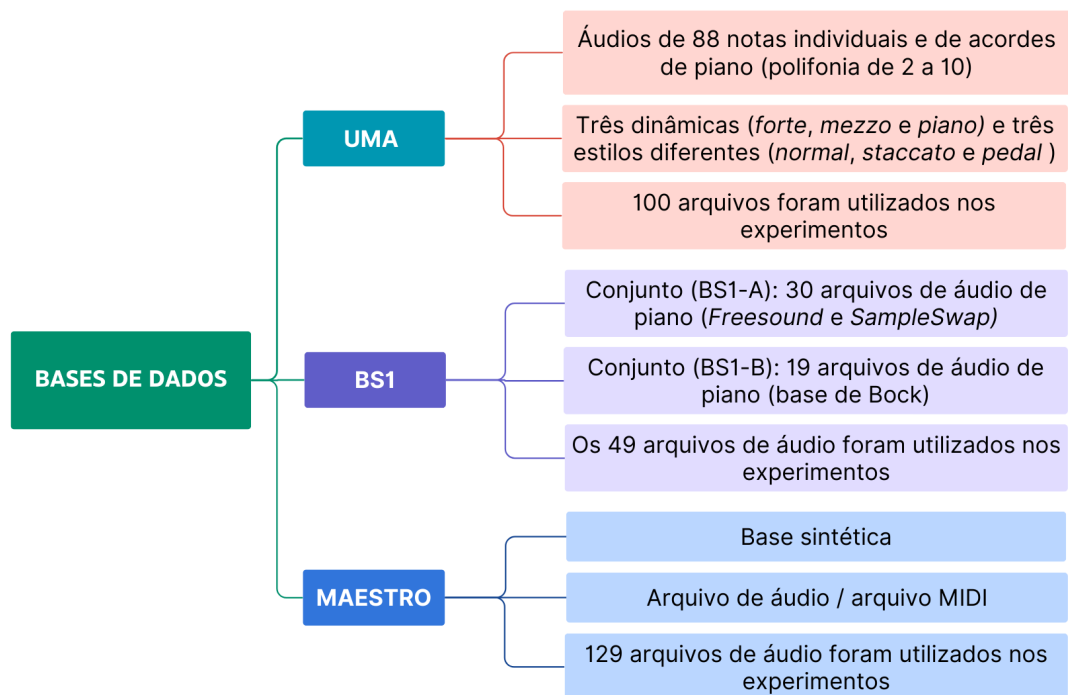 BASES DE DADOS
UMA
Áudios de 88 notas individuais e de acordes
de piano (polifonia de 2 a 10)
Três dinâmicas (forte, mezzo e piano) e três
estilos diferentes (normal, staccato e pedal )
100 arquivos foram utilizados nos
experimentos
BS1
Conjunto (BS1-A): 30 arquivos de áudio de
piano (Freesound e SampleSwap)
Conjunto (BS1-B): 19 arquivos de áudio de
piano (base de Bock)
Os 49 arquivos de áudio foram utilizados nos
experimentos
MAESTRO
Base sintética
Arquivo de áudio / arquivo MIDI
129 arquivos de áudio foram utilizados nos
experimentos